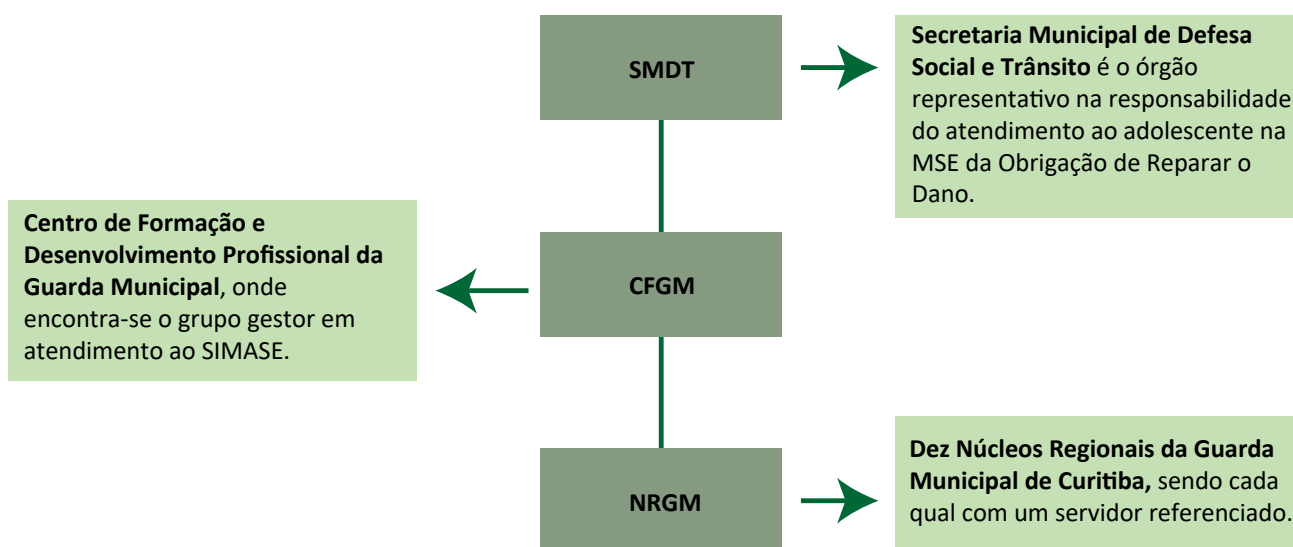 SMDT
Secretaria Municipal de Defesa
Social e Trânsito é o órgão
representativo na responsabilidade
do atendimento ao adolescente na
MSE da Obrigação de Reparar o
Dano.
Centro de Formação e
Desenvolvimento Profissional da
Guarda Municipal, onde
encontra-se o grupo gestor em
atendimento ao SIMASE.
CFGM
NRGM
Dez Núcleos Regionais da Guarda
Municipal de Curitiba, sendo cada
qual com um servidor referenciado.